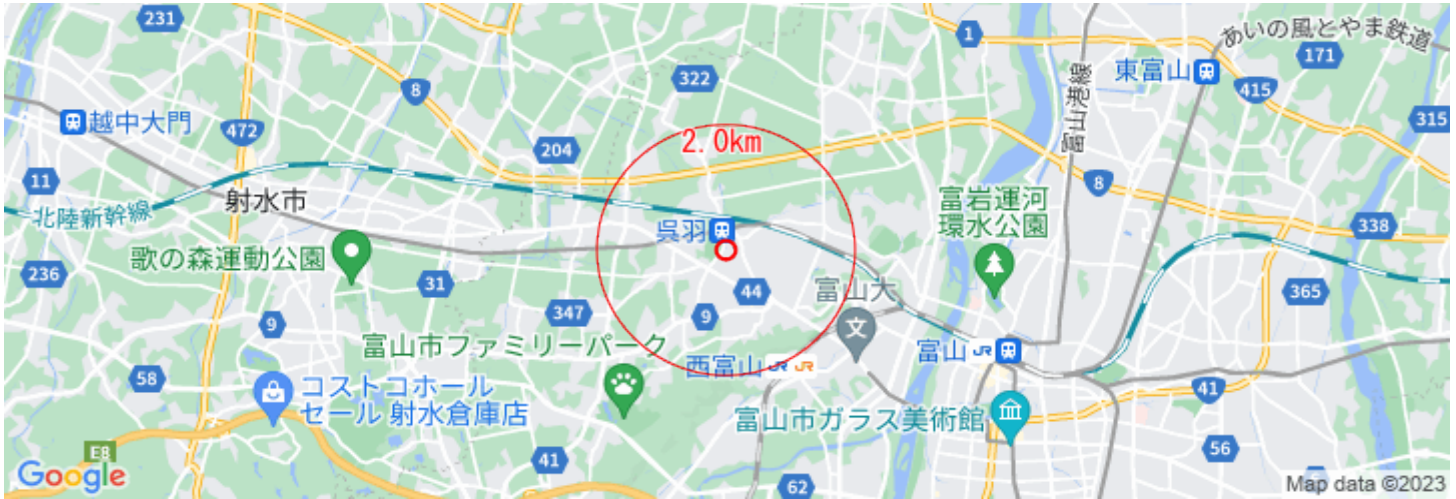 231
1
あいの風とやま鉄道
171
322
8
東富山
415
越中大門
472
315
富山港線
2.0km
204
11
8
射水市
富岩運河
環水公園
北陸新幹線
呉羽
338
歌の森運動公園
236
31
44
富山大
365
347
9
9
富山市ファミリーパーク
富山
JR
西富山
JR JR
58
コストコホール
セール 射水倉庫店
41
富山市ガラス美術館
56
E8
41
62
Google
Map data ©2023